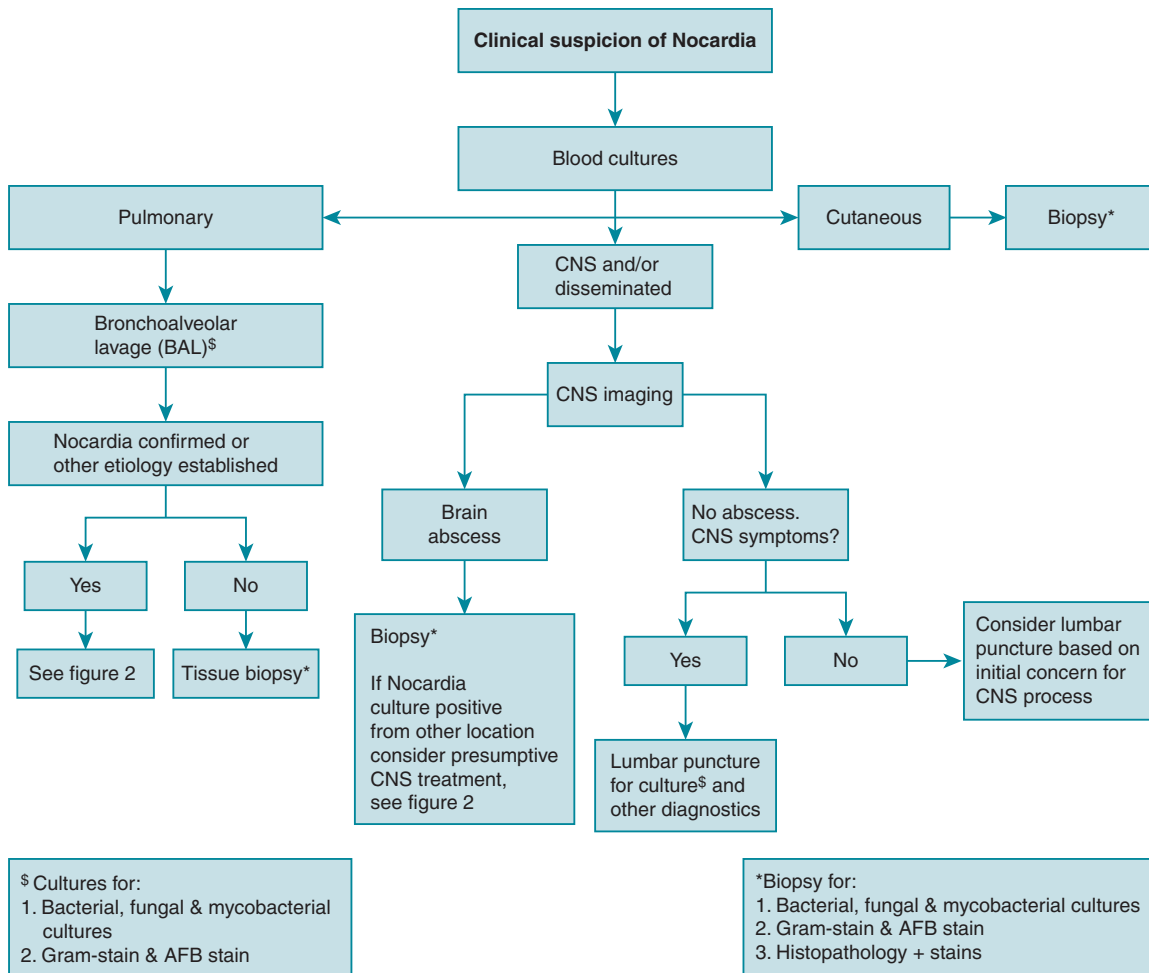 Clinical suspicion of Nocardia
Blood cultures
Pulmonary
Cutaneous
Biopsy*
CNS and/or
disseminated
Bronchoalveolar
lavage (BAL)$
CNS imaging
Nocardia confirmed or
other etiology established
Brain
abscess
No abscess.
CNS symptoms?
Yes
No
See figure 2
Tissue biopsy*
Biopsy*
If Nocardia
culture positive
from other location
consider presumptive
CNS treatment,
see figure 2
Yes
No
Consider lumbar
puncture based on
initial concern for
CNS process
Lumbar puncture
for culture$ and
other diagnostics
$ Cultures for:
1. Bacterial, fungal & mycobacterial
cultures
2. Gram-stain & AFB stain
*Biopsy for:
1. Bacterial, fungal & mycobacterial cultures
2. Gram-stain & AFB stain
3. Histopathology + stains